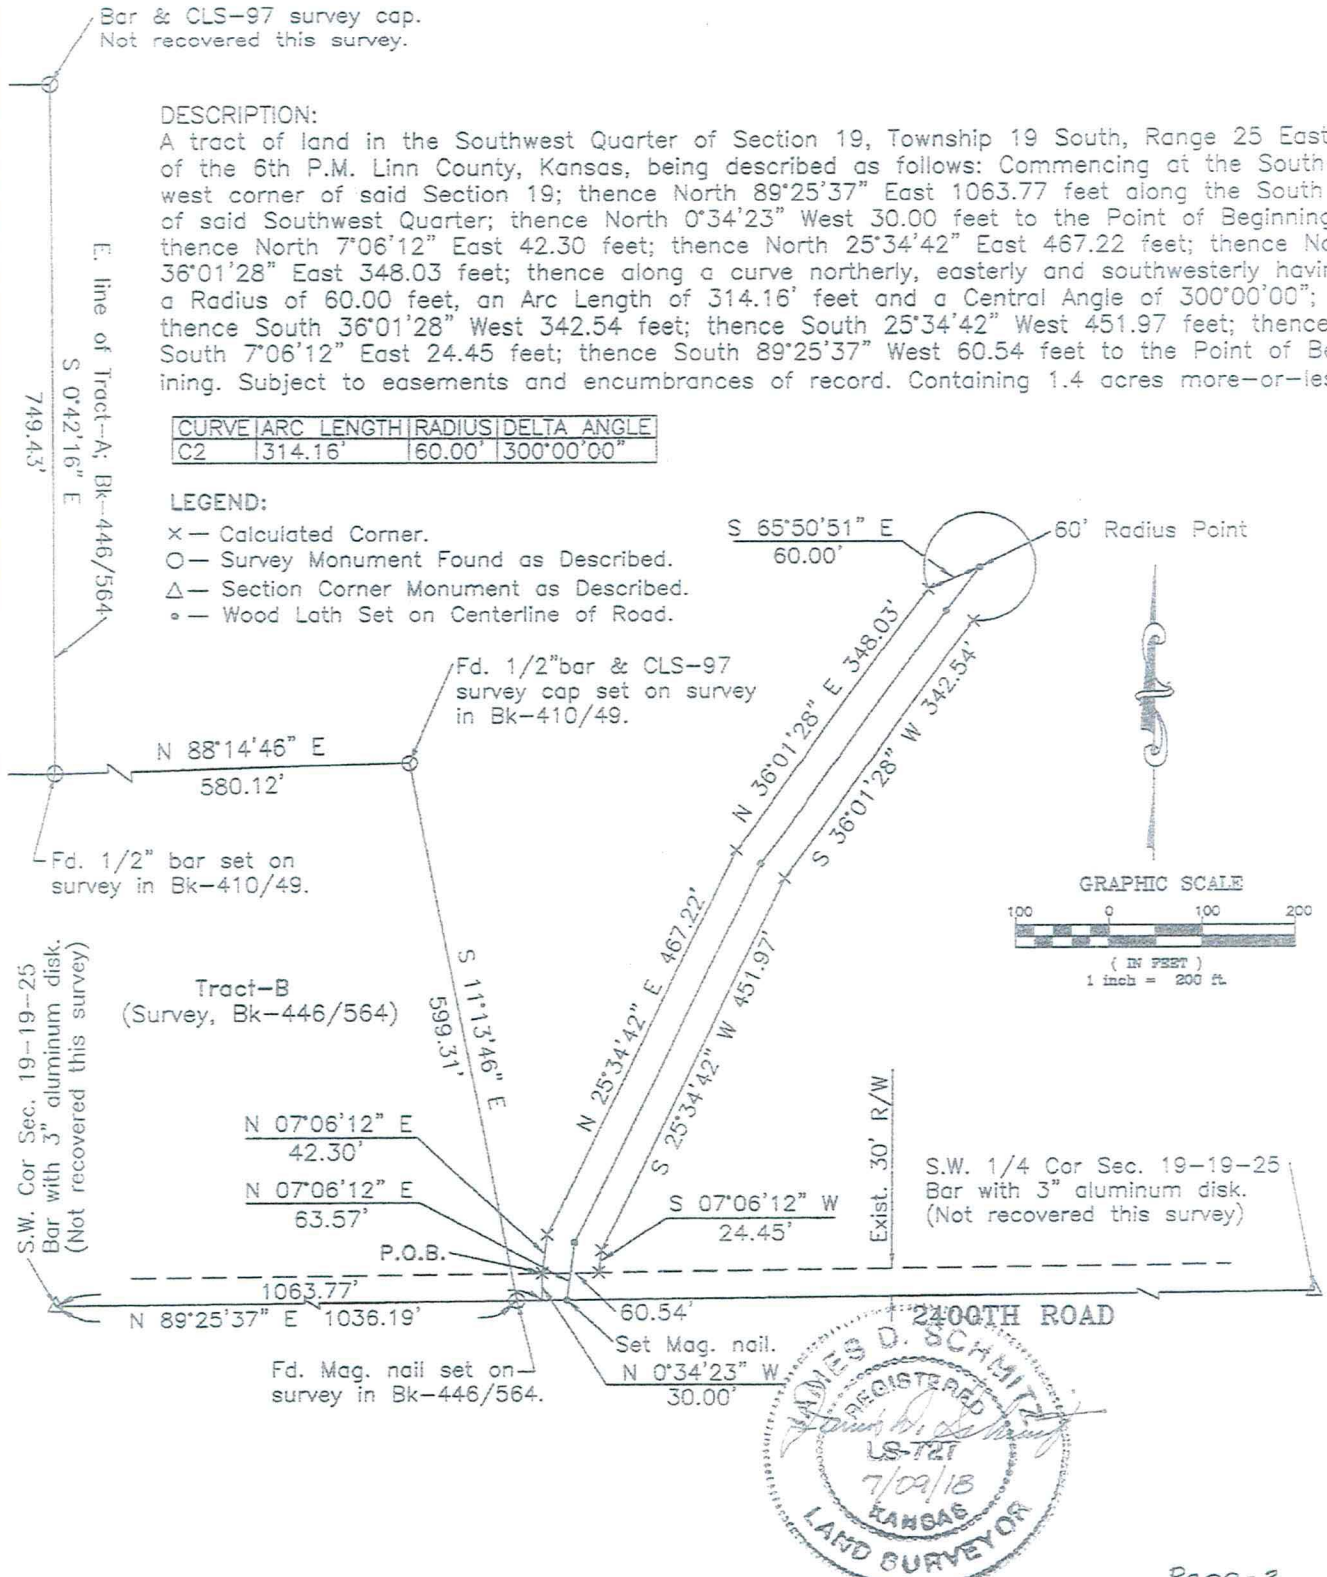 Bar & CLS-97 survey cap.
Not recovered this survey.
DESCRIPTION:
A tract of land in the Southwest Quarter of Section 19, Township 19 South, Range 25 East
of the 6th P.M. Linn County, Kansas, being described as follows: Commencing at the South
west corner of said Section 19; thence North 89°25'37" East 1063.77 feet along the South
of said Southwest Quarter; thence North 0°34'23" West 30.00 feet to the Point of Beginning
thence North 7°06'12" East 42.30 feet; thence North 25°34'42" East 467.22 feet; thence No
36°01'28" East 348.03 feet; thence along a curve northerly, easterly and southwesterly havin
a Radius of 60.00 feet, an Arc Length of 314.16' feet and a Central Angle of 300°00'00";
thence South 36°01'28" West 342.54 feet; thence South 25°34'42" West 451.97 feet; thence
South 7°06'12" East 24.45 feet; thence South 89°25'37" West 60.54 feet to the Point of Be
ining. Subject to easements and encumbrances of record. Containing 1.4 acres more-or-les
E. line of Tract-A; Bk-446/564
S 0°42'16" E
749.43'
CURVE ARC LENGTH RADIUS DELTA ANGLE
C2 314.16' 60.00' 300°00'00"
LEGEND:
× — Calculated Corner.
O — Survey Monument Found as Described.
△ — Section Corner Monument as Described.
∘ — Wood Lath Set on Centerline of Road.
S 65°50'51" E
60.00'
60' Radius Point
Fd. 1/2"bar & CLS-97
survey cap set on survey
in Bk-410/49.
N 88°14'46" E
580.12'
Fd. 1/2" bar set on
survey in Bk-410/49.
N 36°01'28" E 348.03'
S 36°01'28" W 342.54'
GRAPHIC SCALE
100 0 100 200
( IN FEET )
1 inch = 200 ft.
N 25°34'42" E 467.22'
S 25°34'42" W 451.97'
S 11°13'46" E
599.31'
Tract-B
(Survey, Bk-446/564)
S.W. Cor Sec. 19-19-25
Bar with 3" aluminum disk.
(Not recovered this survey)
N 07°06'12" E
42.30'
N 07°06'12" E
63.57'
P.O.B.
S 07°06'12" W
24.45'
Exist. 30' R/W
S.W. 1/4 Cor Sec. 19-19-25
Bar with 3" aluminum disk.
(Not recovered this survey)
1063.77'
N 89°25'37" E 1036.19'
60.54'
2400TH ROAD
Set Mag. nail.
Fd. Mag. nail set on
survey in Bk-446/564.
N 0°34'23" W
30.00'
JAMES D. SCHMITZ
REGISTERED
LS-727
7/09/18
KANSAS
LAND SURVEYOR